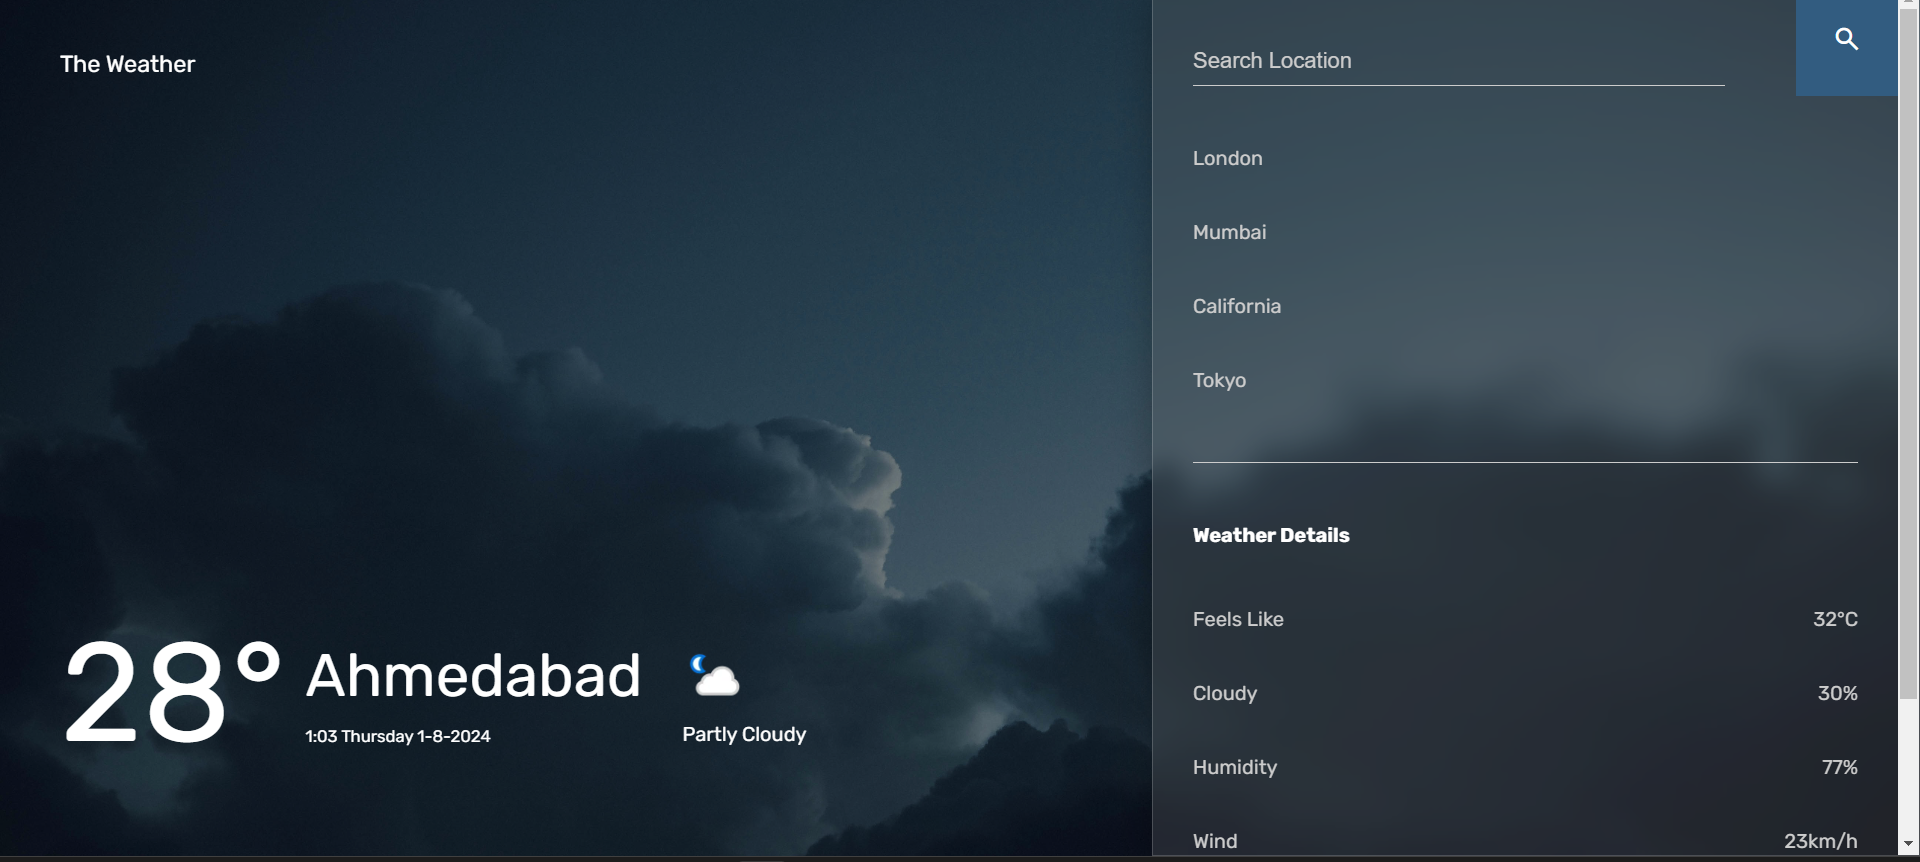 The Weather
28° Ahmedabad
1:03 Thursday 1-8-2024
Partly Cloudy
Search Location
London
Mumbai
California
Tokyo
Weather Details
Feels Like 32°C
Cloudy 30%
Humidity 77%
Wind 23km/h